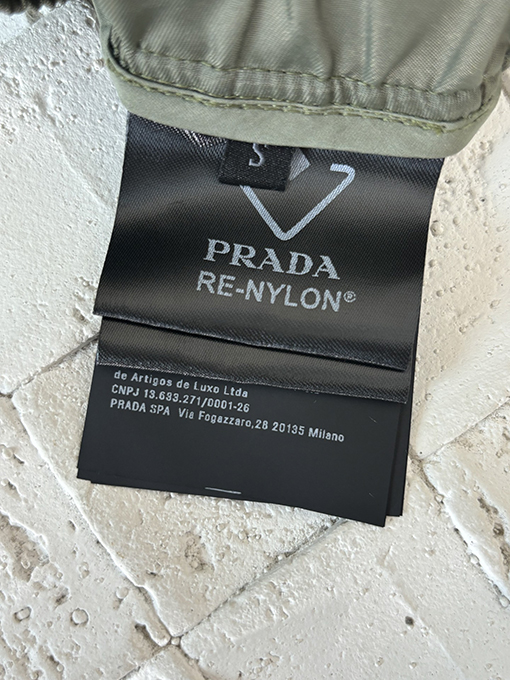 S
PRADA
RE-NYLON®
de Artigos de Luxo Ltda
CNPJ 13.633.271/0001-26
PRADA SPA Via Fogazzaro,28 20135 Milano